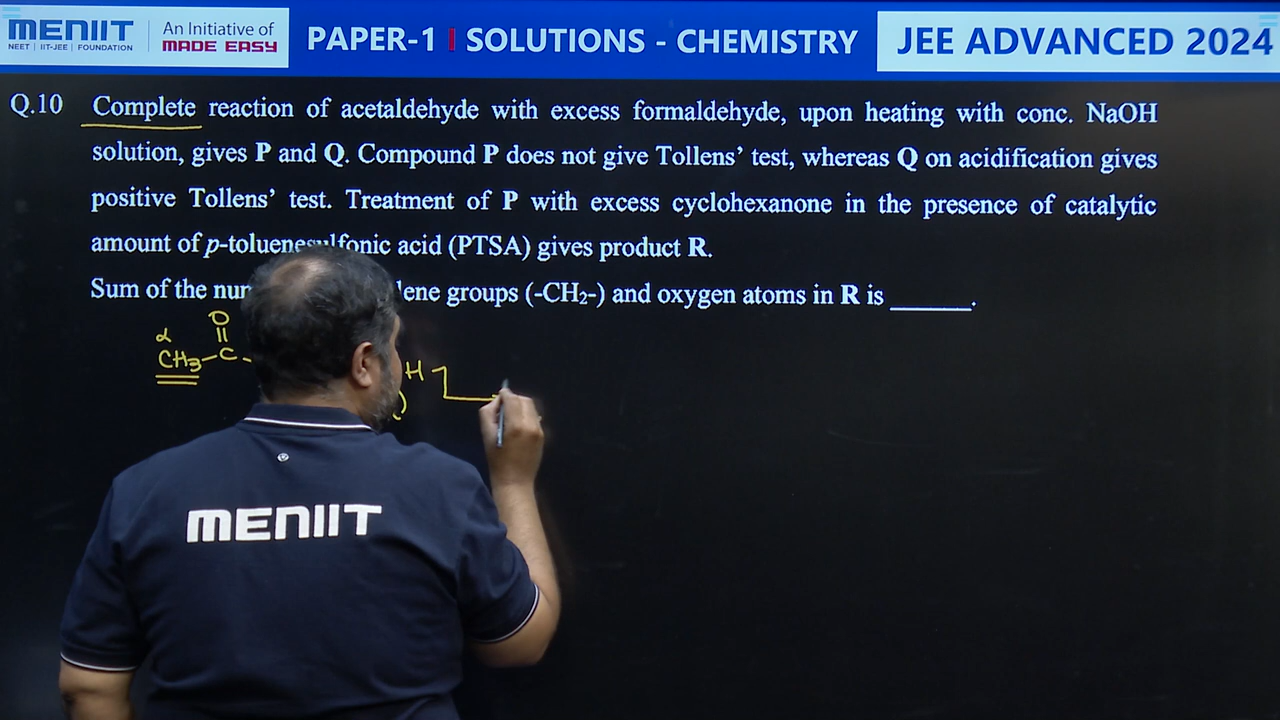 MENIIT
NEET | IIT-JEE | FOUNDATION
An Initiative of
MADE EASY
PAPER-1 | SOLUTIONS - CHEMISTRY
JEE ADVANCED 2024
Q.10 Complete reaction of acetaldehyde with excess formaldehyde, upon heating with conc. NaOH
solution, gives P and Q. Compound P does not give Tollens' test, whereas Q on acidification gives
positive Tollens' test. Treatment of P with excess cyclohexanone in the presence of catalytic
amount of p-toluenesulfonic acid (PTSA) gives product R.
Sum of the lene groups (-CH₂-) and oxygen atoms in R is ______.
O
α
CH₃-C-
H
MENIIT